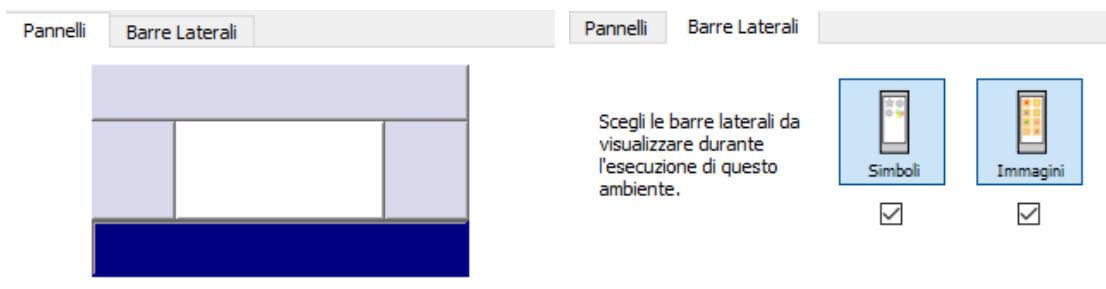 Pannelli
Barre Laterali
Pannelli
Barre Laterali
Scegli le barre laterali da
visualizzare durante
l'esecuzione di questo
ambiente.
Simboli
Immagini